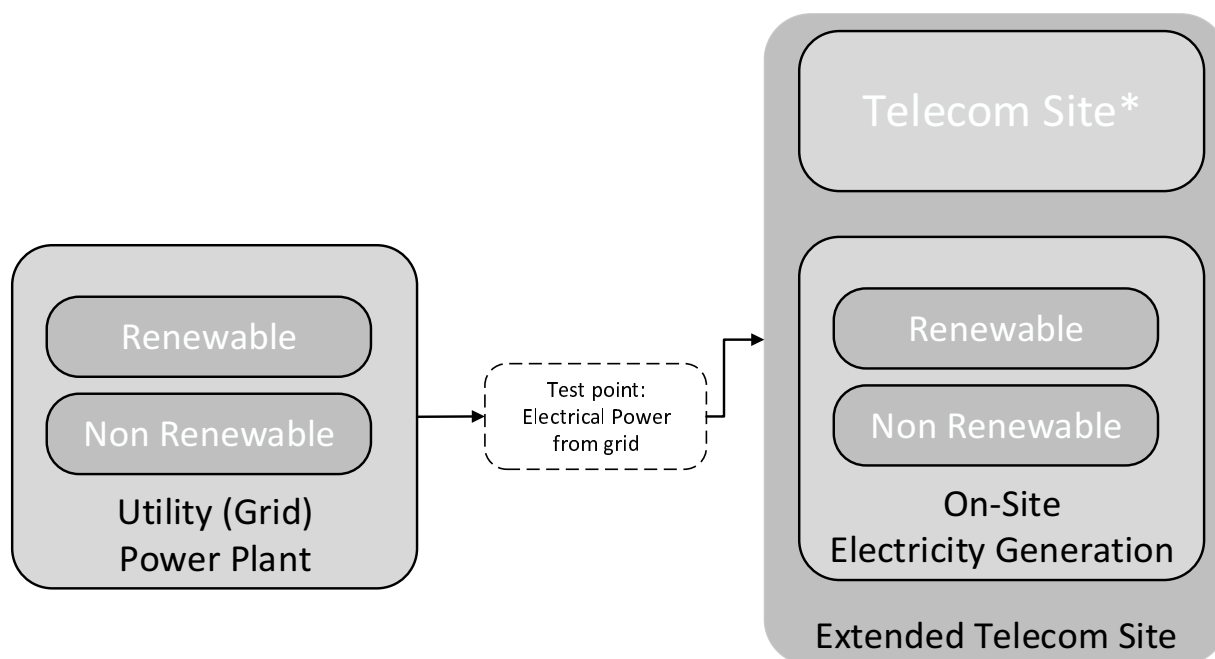 Renewable
Non Renewable
Utility (Grid)
Power Plant
Test point:
Electrical Power
from grid
Telecom Site*
Renewable
Non Renewable
On-Site
Electricity Generation
Extended Telecom Site